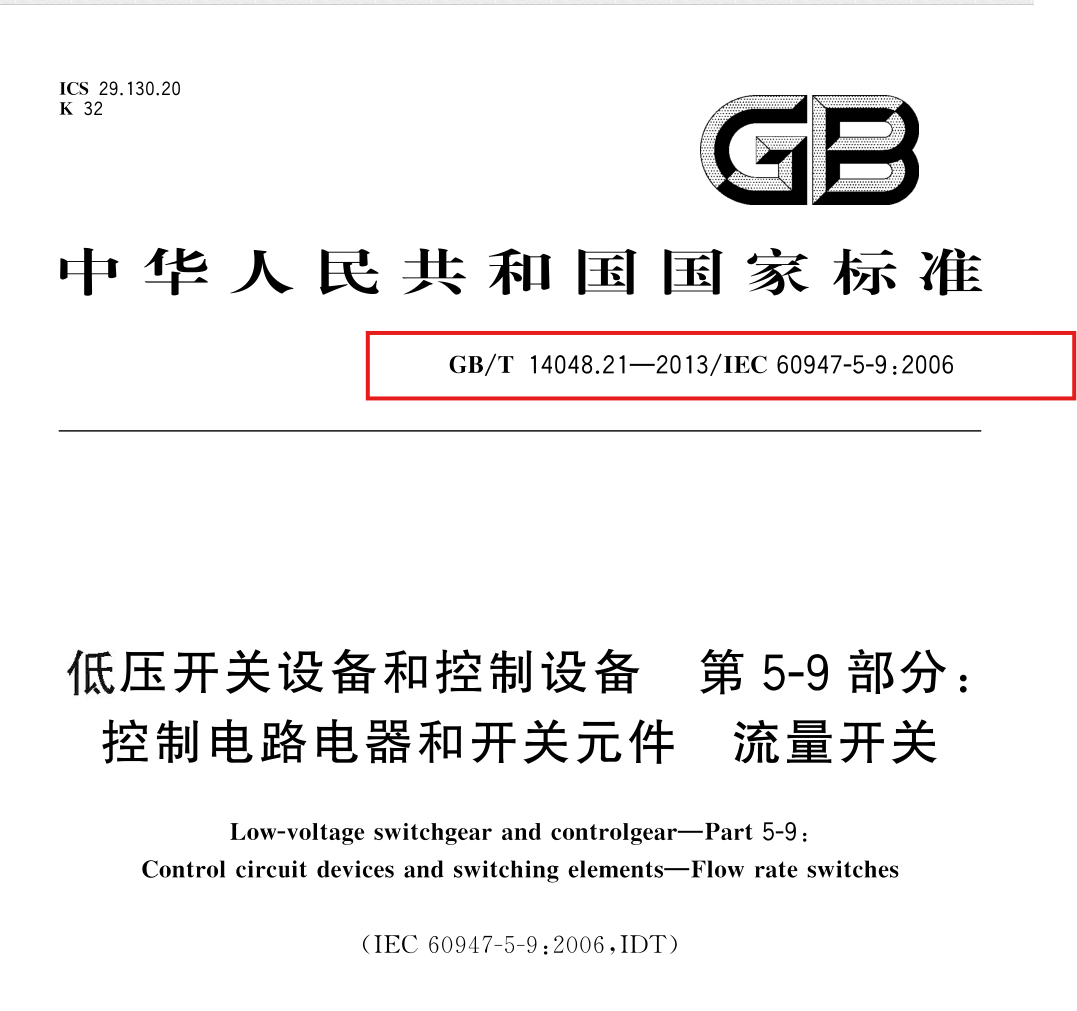 ICS 29.130.20
K 32
GB
中华人民共和国国家标准
GB/T 14048.21—2013/IEC 60947-5-9:2006
低压开关设备和控制设备 第 5-9 部分:
控制电路电器和开关元件 流量开关
Low-voltage switchgear and controlgear—Part 5-9:
Control circuit devices and switching elements—Flow rate switches
(IEC 60947-5-9:2006,IDT)